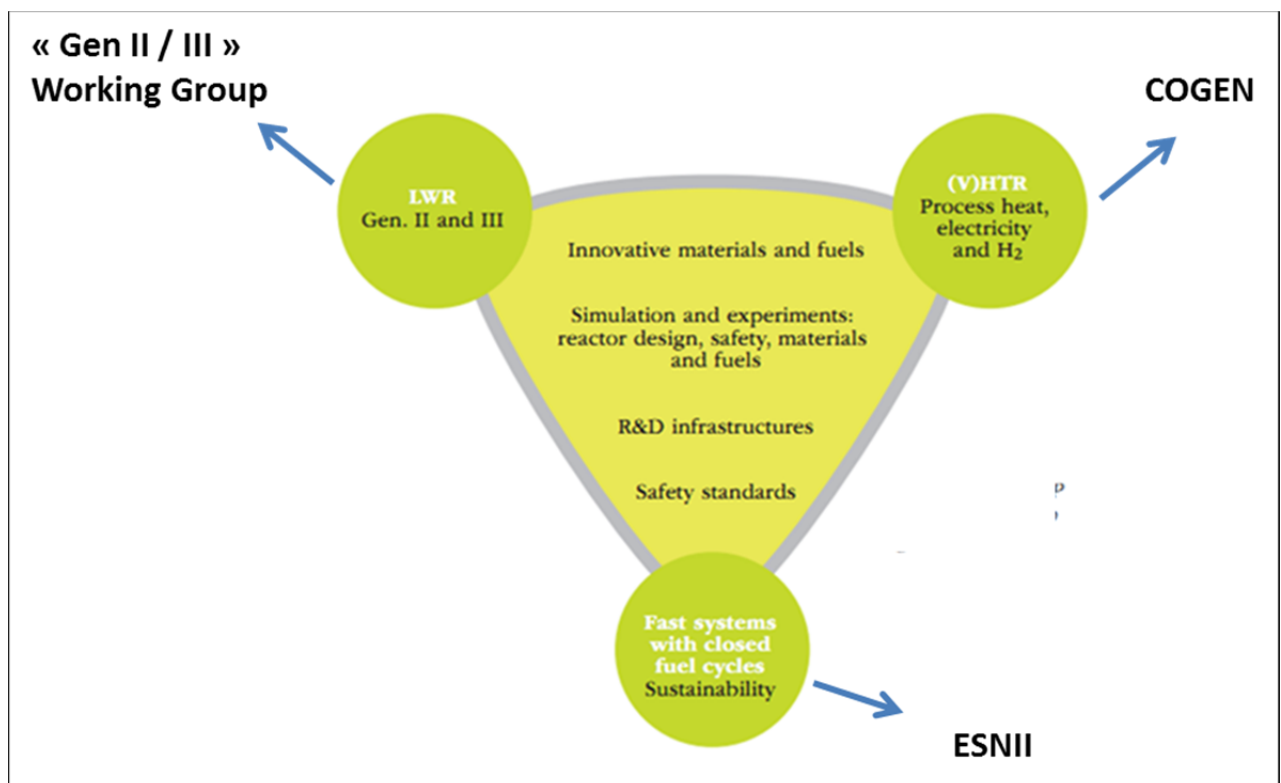 « Gen II / III »
Working Group
COGEN
LWR
Gen. II and III
(V)HTR
Process heat,
electricity
and H₂
Innovative materials and fuels
Simulation and experiments:
reactor design, safety, materials
and fuels
R&D infrastructures
Safety standards
P
Fast systems
with closed
fuel cycles
Sustainability
ESNII